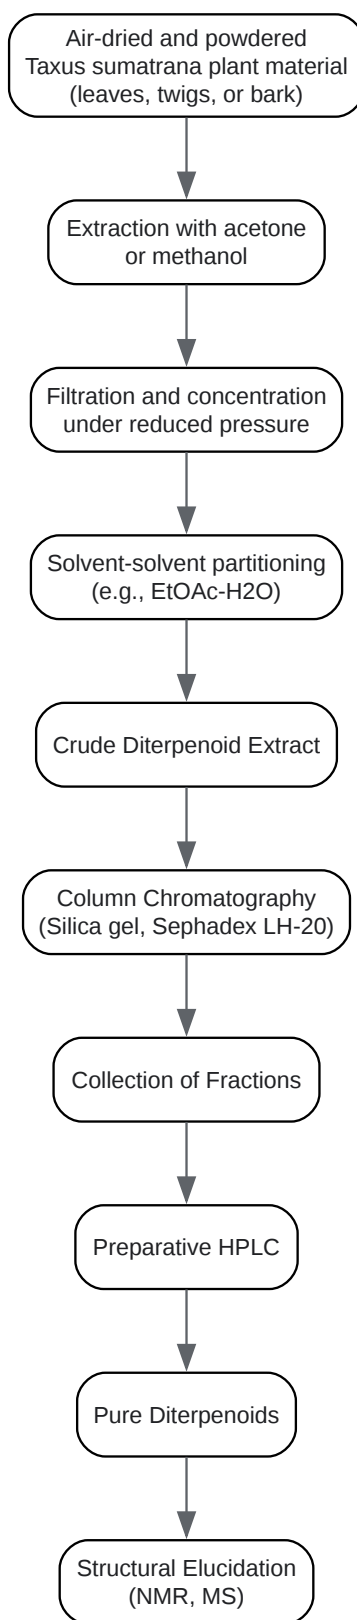 Air-dried and powdered
Taxus sumatrana plant material
(leaves, twigs, or bark)
Extraction with acetone
or methanol
Filtration and concentration
under reduced pressure
Solvent-solvent partitioning
(e.g., EtOAc-H2O)
Crude Diterpenoid Extract
Column Chromatography
(Silica gel, Sephadex LH-20)
Collection of Fractions
Preparative HPLC
Pure Diterpenoids
Structural Elucidation
(NMR, MS)